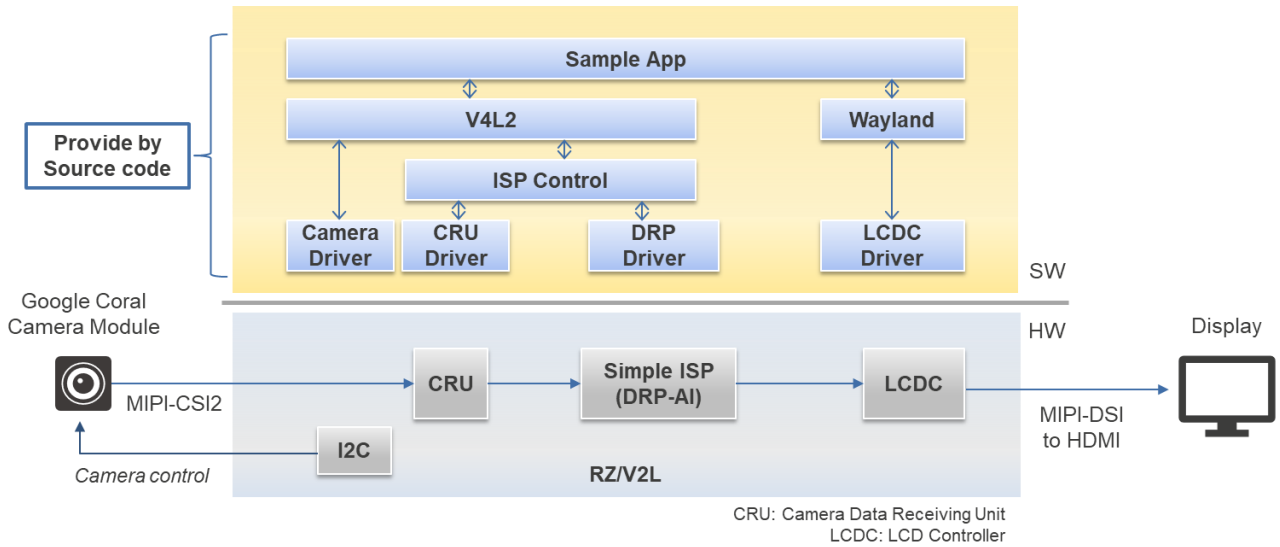 Sample App
V4L2
Wayland
Provide by
Source code
ISP Control
Camera
Driver
CRU
Driver
DRP
Driver
LCDC
Driver
SW
Google Coral
Camera Module
HW
Display
CRU
Simple ISP
(DRP-AI)
LCDC
MIPI-CSI2
MIPI-DSI
to HDMI
I2C
Camera control
RZ/V2L
CRU: Camera Data Receiving Unit
LCDC: LCD Controller